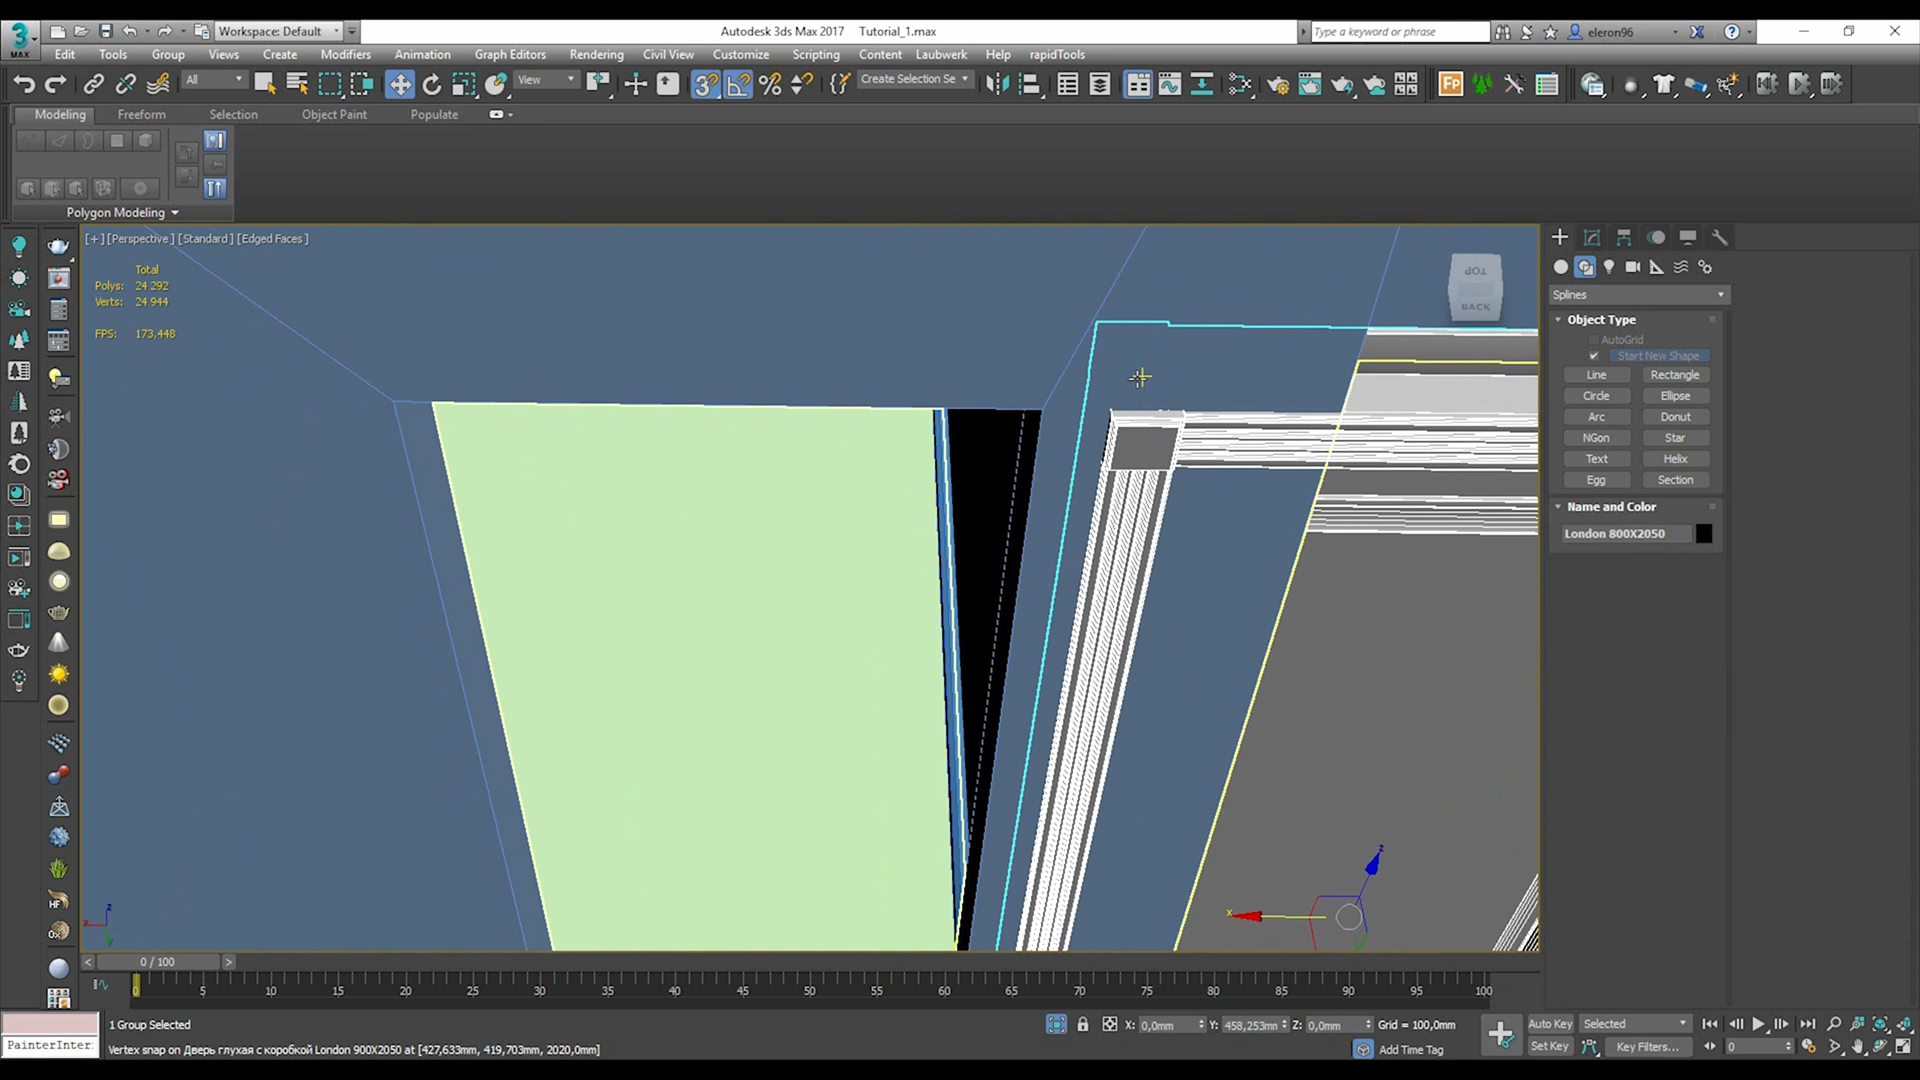 Workspace: Default
Autodesk 3ds Max 2017    Tutorial_1.max
Type a keyword or phrase
eleron96
3
MAX
Edit Tools Group Views Create Modifiers Animation Graph Editors Rendering Civil View Customize Scripting Content Laubwerk Help rapidTools
All
View
Create Selection Se
Fp
Modeling Freeform Selection Object Paint Populate
Polygon Modeling
[+] [Perspective ] [Standard ] [Edged Faces ]
Total
Polys: 24 292
Verts: 24 944
FPS: 173,448
TOP
BACK
Splines
Object Type
AutoGrid
Start New Shape
Line Rectangle
Circle Ellipse
Arc Donut
NGon Star
Text Helix
Egg Section
Name and Color
London 800X2050
HF
x
z
0 / 100
0 5 10 15 20 25 30 35 40 45 50 55 60 65 70 75 80 85 90 95 100
1 Group Selected
X: 0,0mm Y: 458,253mm Z: 0,0mm Grid = 100,0mm
Auto Key Selected
PainterInter:
Vertex snap on Дверь глухая с коробкой London 900X2050 at [427,633mm, 419,703mm, 2020,0mm]
Add Time Tag
Set Key Key Filters... 0